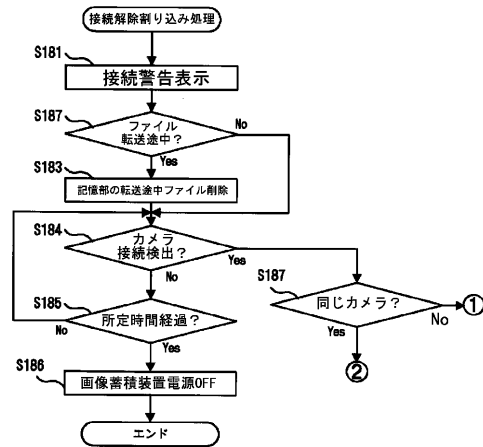 接続解除割り込み処理
S181
接続警告表示
S187
ファイル
転送途中?
No
Yes
S183
記憶部の転送途中ファイル削除
S184
カメラ
接続検出?
Yes
No
S187
同じカメラ?
No
①
Yes
②
S185
所定時間経過?
No
Yes
S186
画像蓄積装置電源OFF
エンド